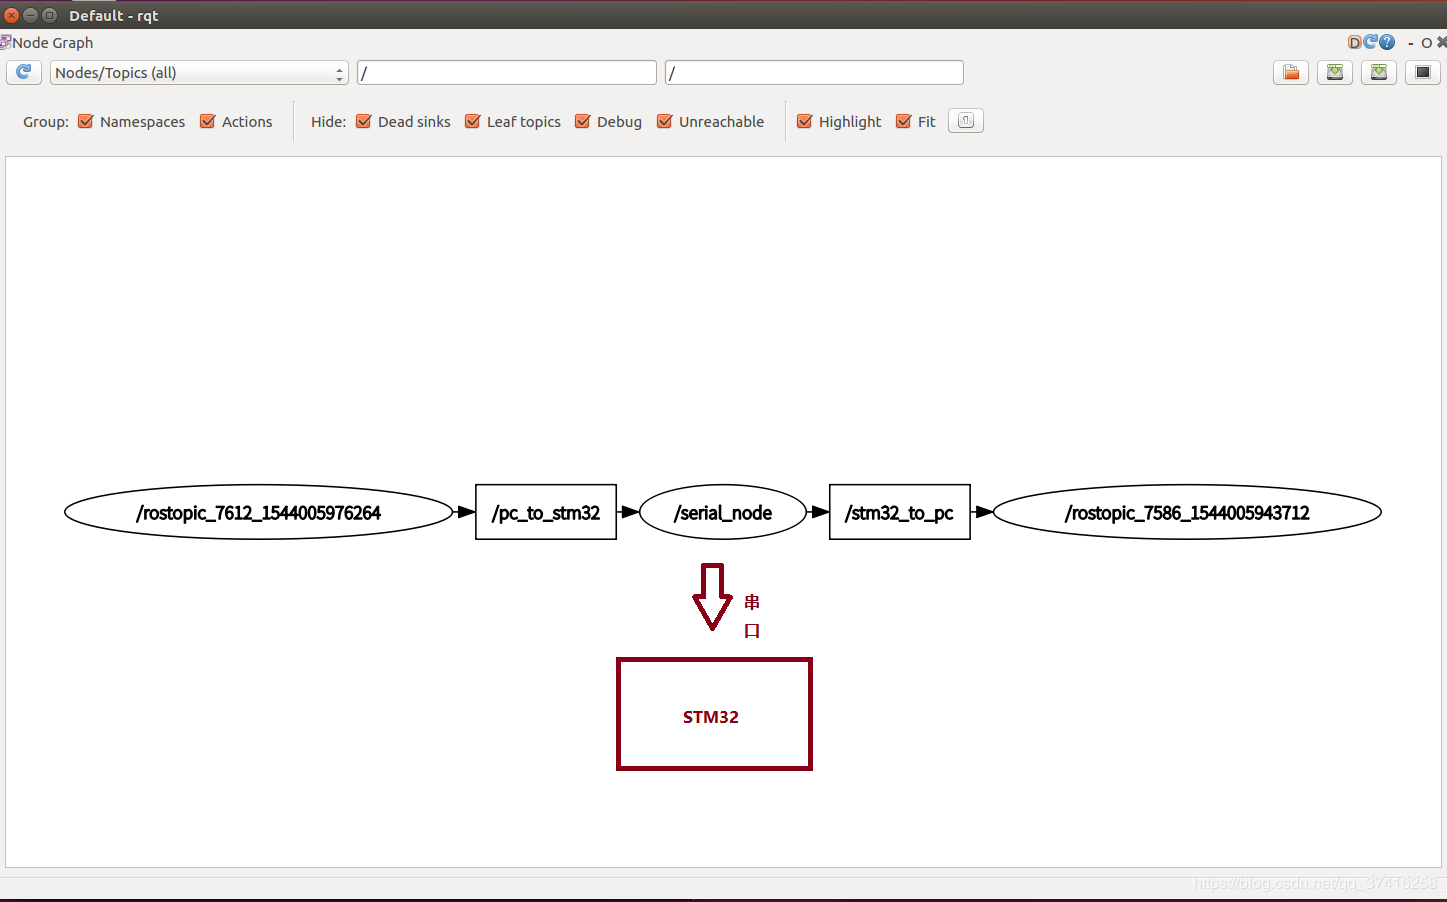 Default - rqt
Node Graph
Nodes/Topics (all)
/
/
Group: Namespaces Actions Hide: Dead sinks Leaf topics Debug Unreachable Highlight Fit
/rostopic_7612_1544005976264
/pc_to_stm32
/serial_node
/stm32_to_pc
/rostopic_7586_1544005943712
串
口
STM32
https://blog.csdn.net/qq_37416258